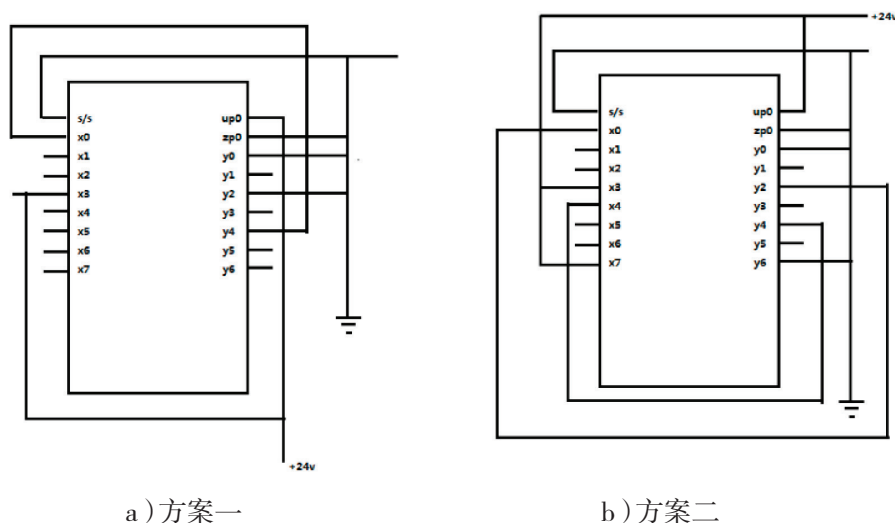 s/s
x0
x1
x2
x3
x4
x5
x6
x7
up0
zp0
y0
y1
y2
y3
y4
y5
y6
+24v
a）方案一
+24v
s/s
x0
x1
x2
x3
x4
x5
x6
x7
up0
zp0
y0
y1
y2
y3
y4
y5
y6
b）方案二